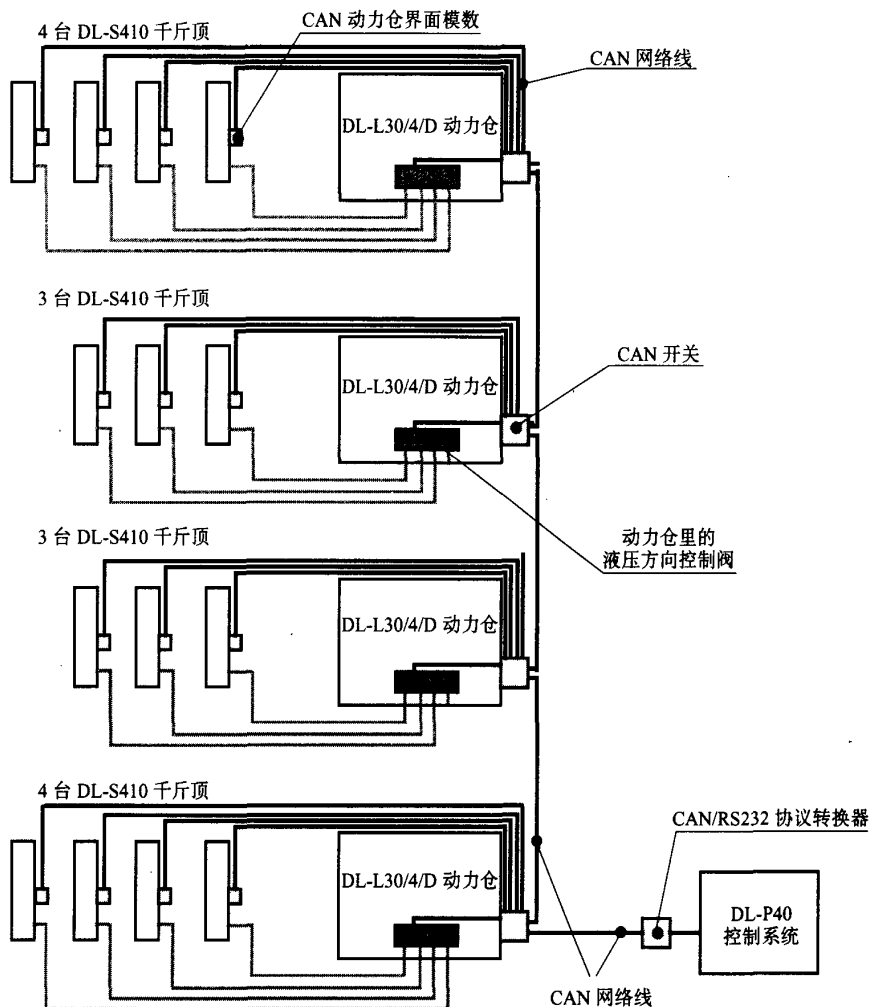 4 台 DL-S410 千斤顶
CAN 动力仓界面模数
CAN 网络线
DL-L30/4/D 动力仓
3 台 DL-S410 千斤顶
CAN 开关
DL-L30/4/D 动力仓
动力仓里的
液压方向控制阀
3 台 DL-S410 千斤顶
DL-L30/4/D 动力仓
4 台 DL-S410 千斤顶
CAN/RS232 协议转换器
DL-L30/4/D 动力仓
DL-P40
控制系统
CAN 网络线